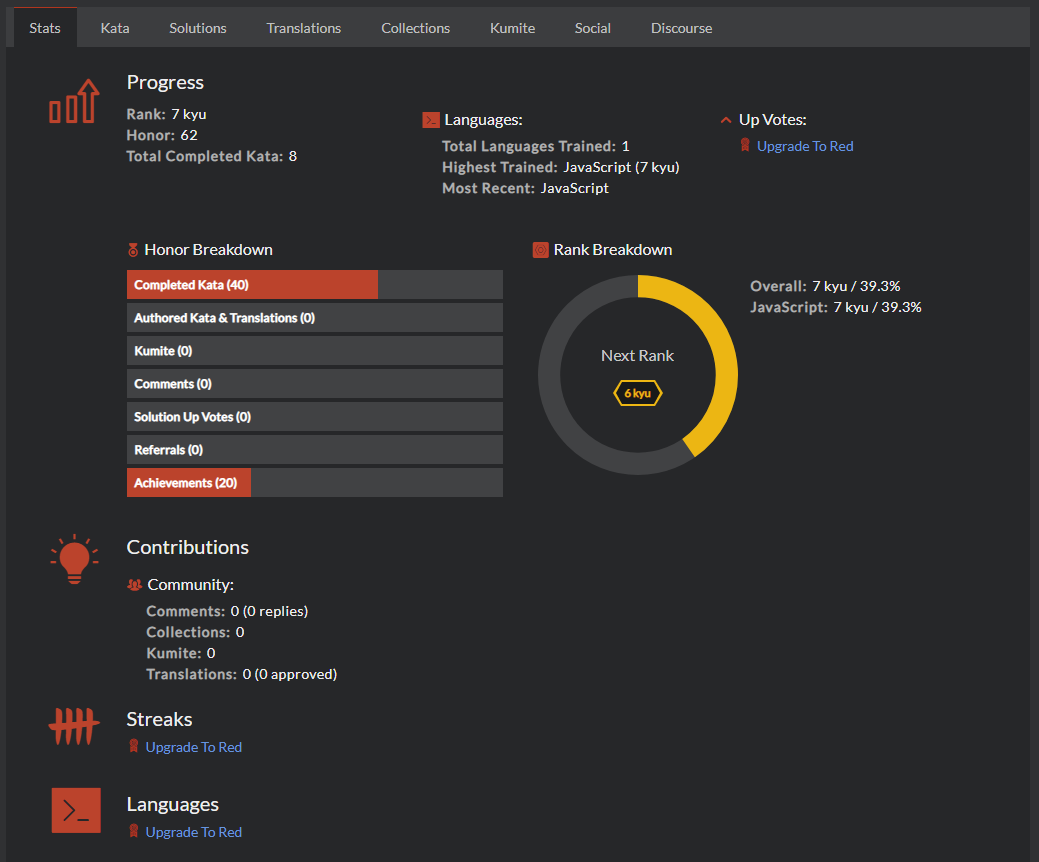 Stats Kata Solutions Translations Collections Kumite Social Discourse
Progress
Rank: 7 kyu
Honor: 62
Total Completed Kata: 8
Languages:
Total Languages Trained: 1
Highest Trained: JavaScript (7 kyu)
Most Recent: JavaScript
Up Votes:
Upgrade To Red
Honor Breakdown
Completed Kata (40)
Authored Kata & Translations (0)
Kumite (0)
Comments (0)
Solution Up Votes (0)
Referrals (0)
Achievements (20)
Rank Breakdown
Next Rank
6 kyu
Overall: 7 kyu / 39.3%
JavaScript: 7 kyu / 39.3%
Contributions
Community:
Comments: 0 (0 replies)
Collections: 0
Kumite: 0
Translations: 0 (0 approved)
Streaks
Upgrade To Red
Languages
Upgrade To Red